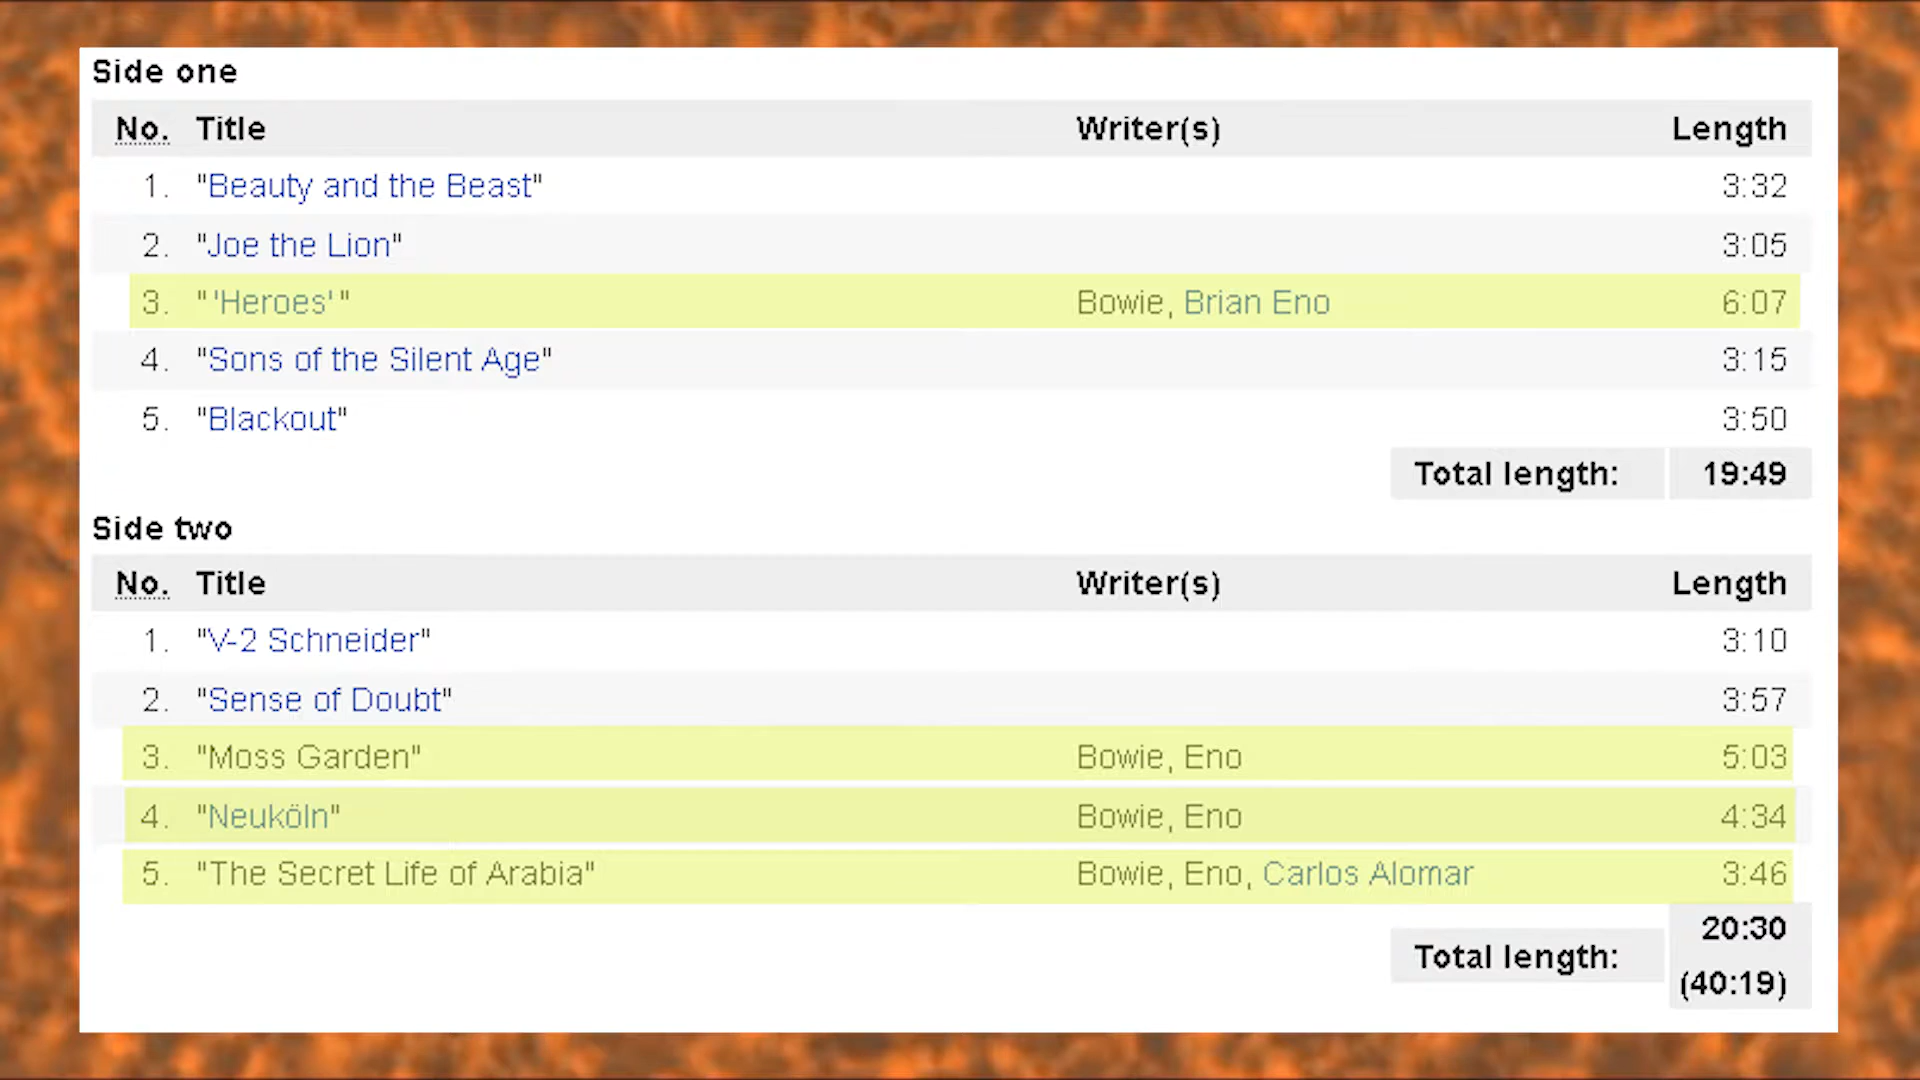 Side one
No. Title Writer(s) Length
1. "Beauty and the Beast" 3:32
2. "Joe the Lion" 3:05
3. " 'Heroes' " Bowie, Brian Eno 6:07
4. "Sons of the Silent Age" 3:15
5. "Blackout" 3:50
Total length: 19:49
Side two
No. Title Writer(s) Length
1. "V-2 Schneider" 3:10
2. "Sense of Doubt" 3:57
3. "Moss Garden" Bowie, Eno 5:03
4. "Neuköln" Bowie, Eno 4:34
5. "The Secret Life of Arabia" Bowie, Eno, Carlos Alomar 3:46
Total length: 20:30
(40:19)